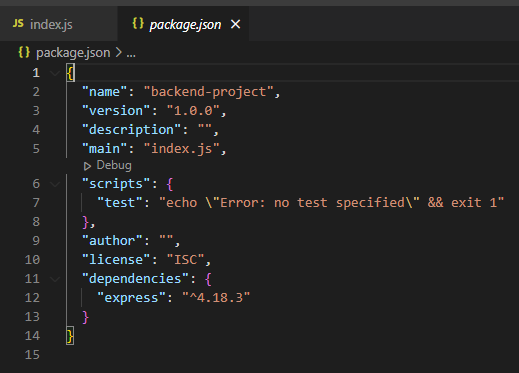 JS index.js
{} package.json ×
{} package.json > ...
1 {
2 "name": "backend-project",
3 "version": "1.0.0",
4 "description": "",
5 "main": "index.js",
Debug
6 "scripts": {
7 "test": "echo \"Error: no test specified\" && exit 1"
8 },
9 "author": "",
10 "license": "ISC",
11 "dependencies": {
12 "express": "^4.18.3"
13 }
14 }
15